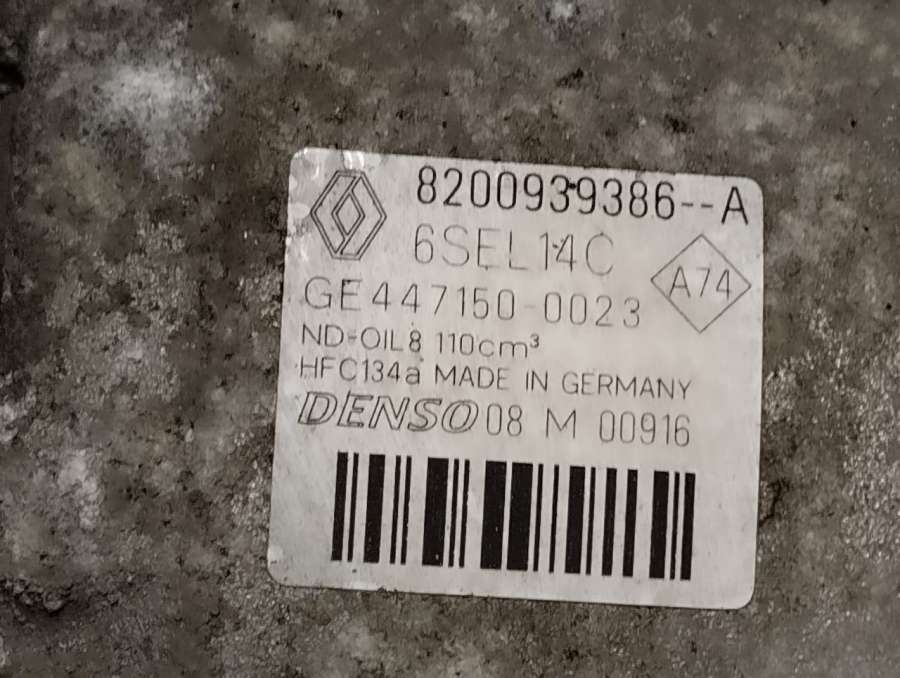 8200939386--A
6SEL14C
A74
GE447150-0023
ND-OIL8 110cm³
HFC134a MADE IN GERMANY
DENSO 08 M 00916